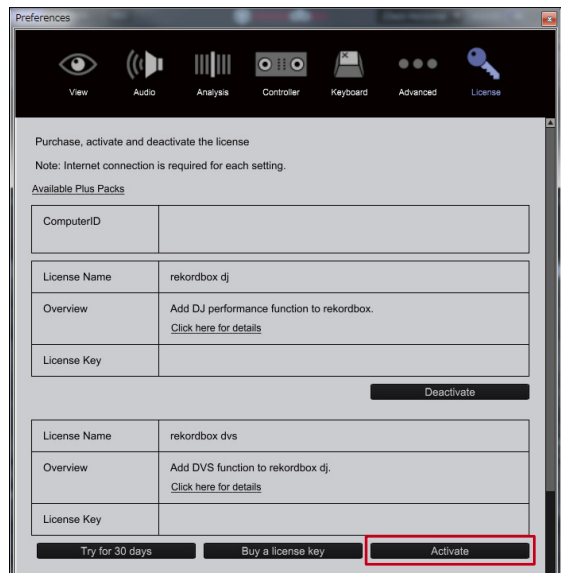 Preferences
View Audio Analysis Controller Keyboard Advanced License
Purchase, activate and deactivate the license
Note: Internet connection is required for each setting.
Available Plus Packs
ComputerID
License Name rekordbox dj
Overview Add DJ performance function to rekordbox.
Click here for details
License Key
Deactivate
License Name rekordbox dvs
Overview Add DVS function to rekordbox dj.
Click here for details
License Key
Try for 30 days Buy a license key Activate